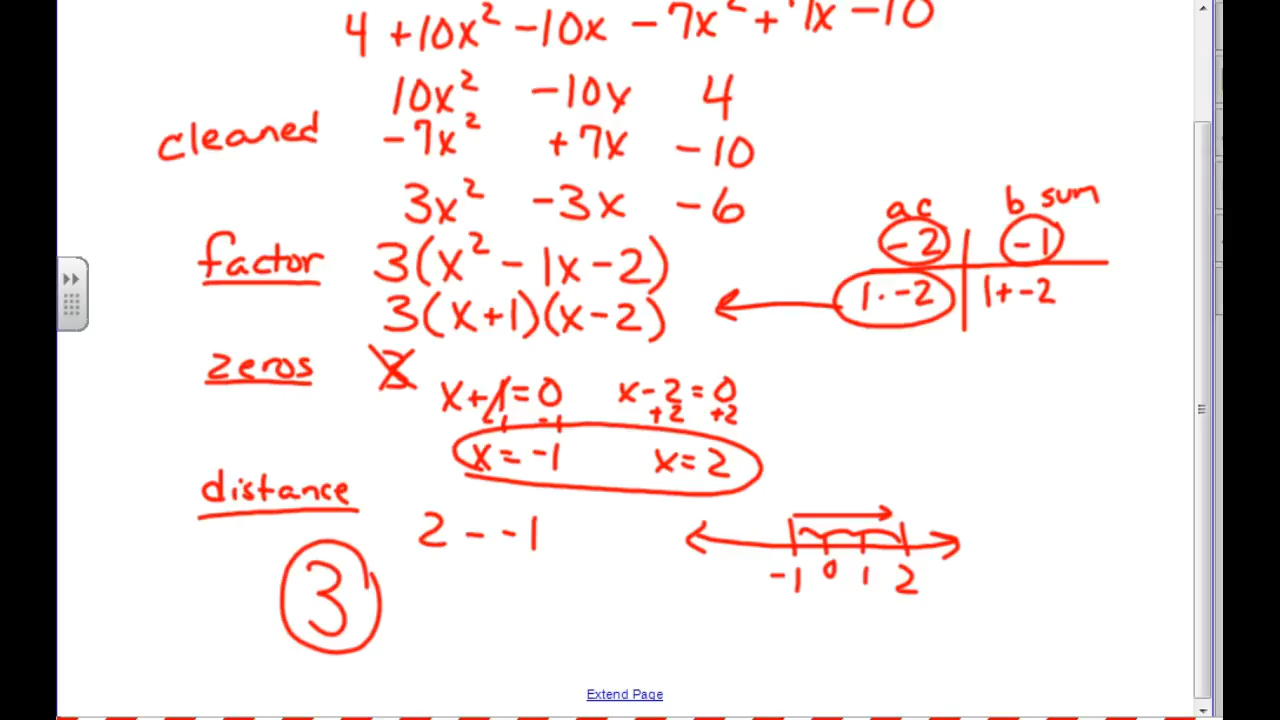 4 +10x² -10x - 7x² + 7x -10
10x² -10x 4
cleaned
-7x² +7x -10
3x² -3x -6
ac b sum
-2 -1
factor 3(x² - 1x - 2)
1 · -2 1 + -2
3(x+1)(x-2)
zeros 3
x+1=0 x-2=0
-1 -1 +2 +2
x=-1 x=2
distance
2 - -1
-1 0 1 2
3
Extend Page